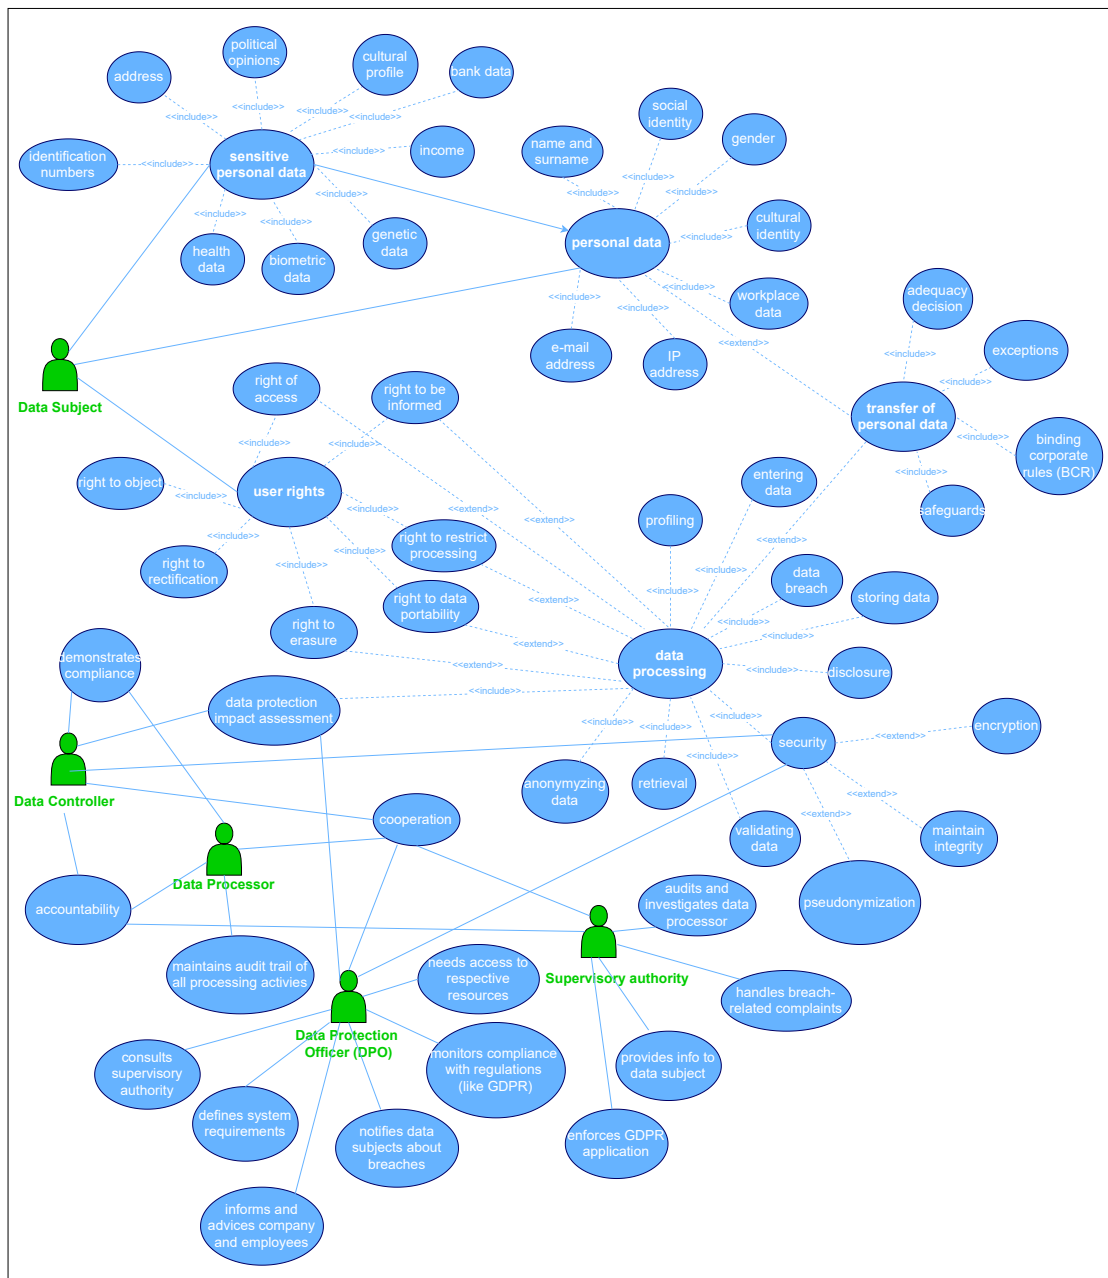 political
opinions
cultural
profile
bank data
address
<<include>>
<<include>>
<<include>>
<<include>>
<<include>>
social
identity
gender
name and
surname
income
identification
numbers
<<include>>
sensitive
personal data
<<include>>
<<include>>
<<include>>
<<include>>
<<include>>
<<include>>
<<include>>
<<include>>
cultural
identity
personal data
<<include>>
health
data
biometric
data
genetic
data
<<include>>
<<include>>
<<include>>
workplace
data
adequacy
decision
e-mail
address
IP
address
<<extend>>
exceptions
<<include>>
<<include>>
Data Subject
right of
access
right to be
informed
transfer of
personal data
<<include>>
binding
corporate
rules (BCR)
<<include>>
<<include>>
<<include>>
right to object
user rights
entering
data
safeguards
<<include>>
<<include>>
<<extend>>
profiling
<<extend>>
<<extend>>
<<include>>
right to restrict
processing
right to
rectification
<<include>>
<<include>>
data
breach
storing data
<<include>>
<<include>>
<<extend>>
<<include>>
right to data
portability
<<include>>
right to
erasure
<<extend>>
<<include>>
data
processing
<<extend>>
<<include>>
disclosure
demonstrates
compliance
data protection
impact assessment
<<include>>
<<include>>
<<include>>
<<include>>
<<include>>
security
<<extend>>
encryption
anonymyzing
data
retrieval
<<extend>>
<<extend>>
Data Controller
cooperation
validating
data
maintain
integrity
Data Processor
accountability
audits and
investigates data
processor
pseudonymization
maintains audit trail of
all processing activies
needs access to
respective
resources
Supervisory authority
handles breach-
related complaints
Data Protection
Officer (DPO)
consults
supervisory
authority
monitors compliance
with regulations
(like GDPR)
provides info to
data subject
defines system
requirements
notifies data
subjects about
breaches
enforces GDPR
application
informs and
advices company
and employees